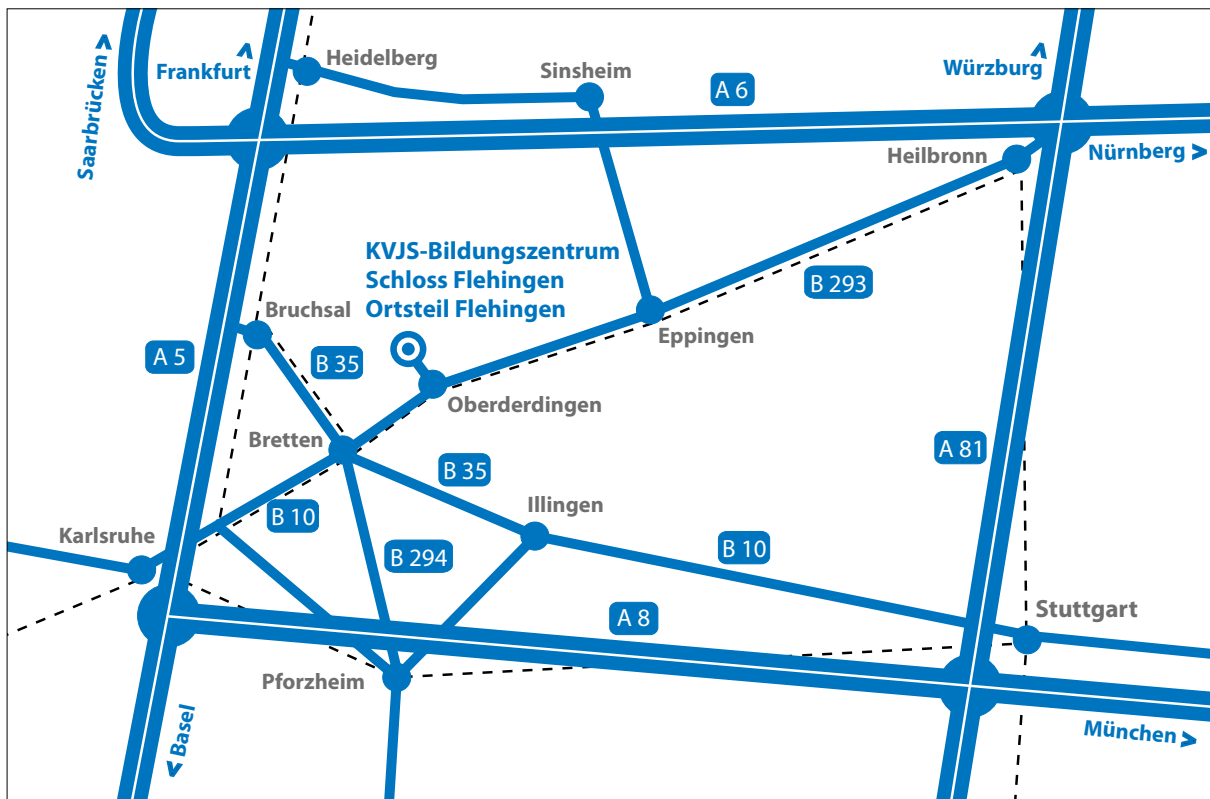 Saarbrücken >
Frankfurt >
Heidelberg
Sinsheim
A 6
Würzburg >
Heilbronn
Nürnberg >
KVJS-Bildungszentrum
Schloss Flehingen
Ortsteil Flehingen
B 293
Bruchsal
Eppingen
A 5
B 35
Oberderdingen
Bretten
A 81
B 35
Illingen
B 10
Karlsruhe
B 294
B 10
A 8
Stuttgart
Pforzheim
< Basel
München >